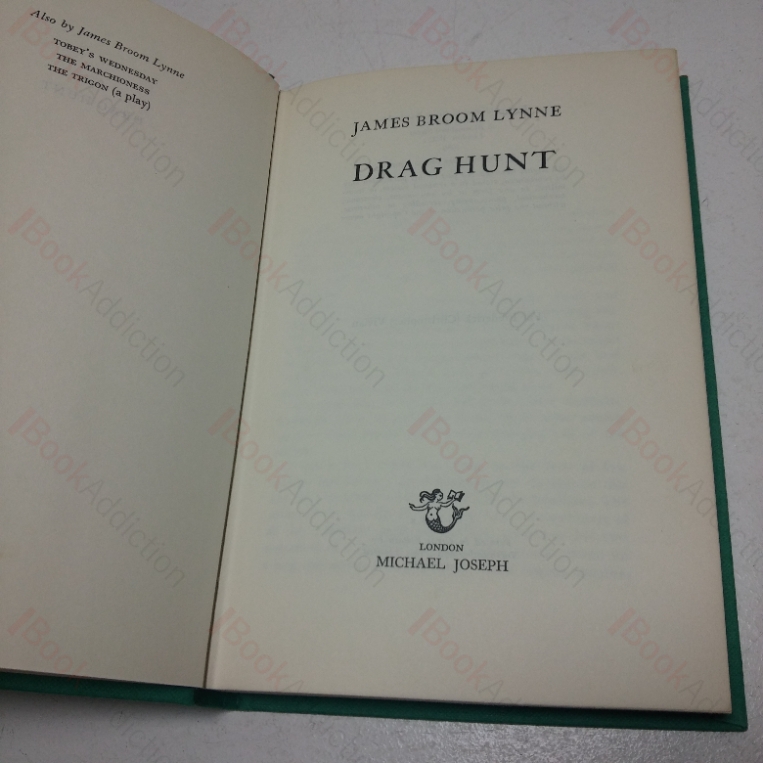 Also by James Broom Lynne
TOBEY'S WEDNESDAY
THE MARCHIONESS
THE TRIGON (a play)
JAMES BROOM LYNNE
DRAG HUNT
LONDON
MICHAEL JOSEPH
BookAddiction